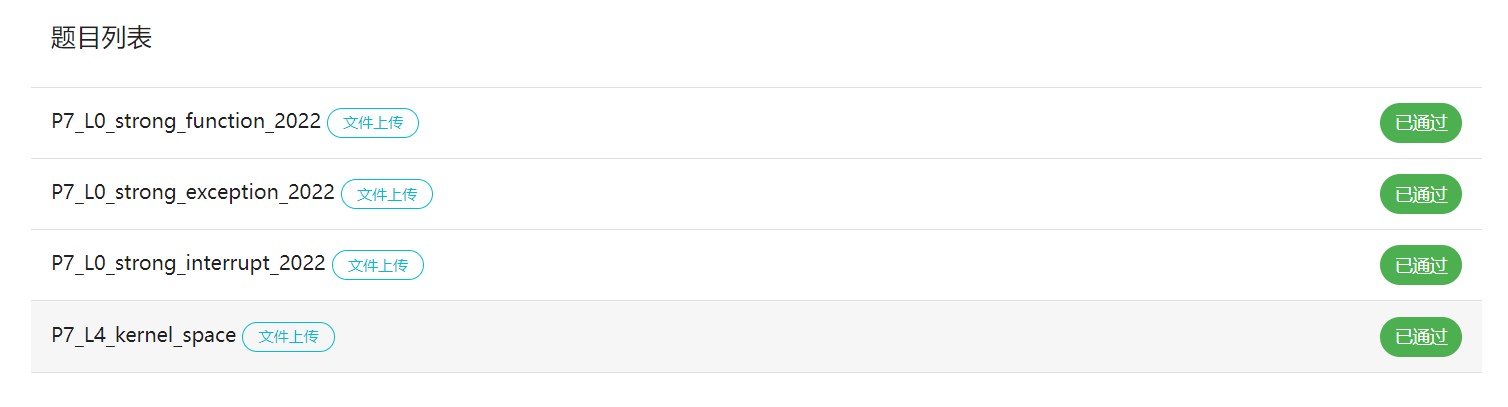 题目列表
P7_L0_strong_function_2022 文件上传 已通过
P7_L0_strong_exception_2022 文件上传 已通过
P7_L0_strong_interrupt_2022 文件上传 已通过
P7_L4_kernel_space 文件上传 已通过